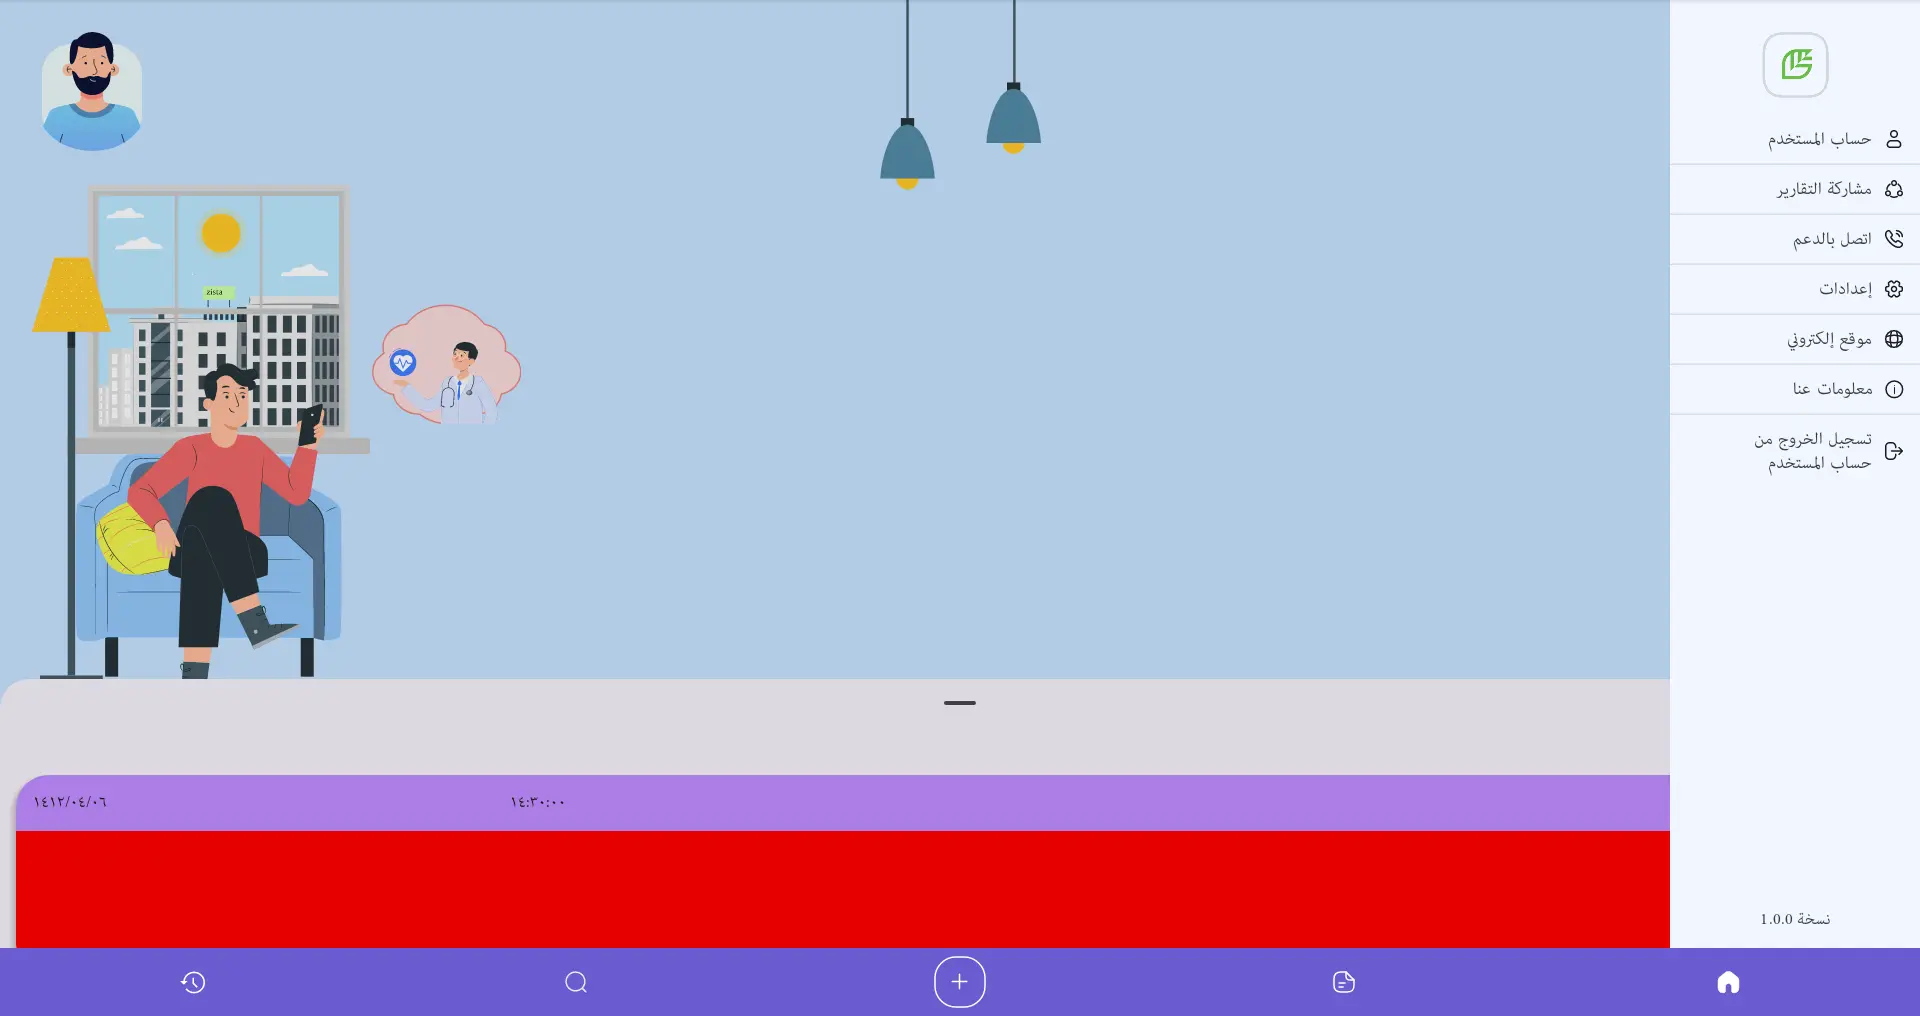 حساب المستخدم
مشاركة التقارير
اتصل بالدعم
إعدادات
موقع إلكتروني
معلومات عنا
تسجيل الخروج من
حساب المستخدم
zista
١٤١٢/٠٤/٠٦
١٤:٣٠:٠٠
نسخة 1.0.0